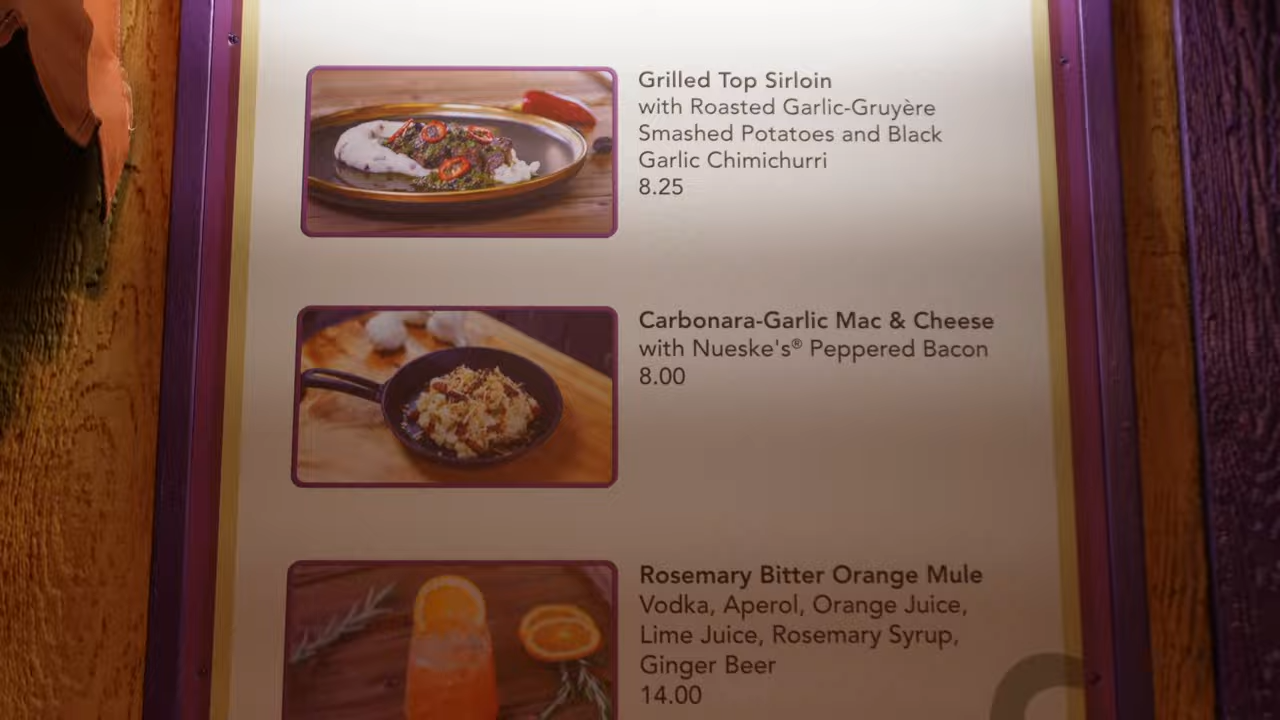 Grilled Top Sirloin
with Roasted Garlic-Gruyère
Smashed Potatoes and Black
Garlic Chimichurri
8.25
Carbonara-Garlic Mac & Cheese
with Nueske's® Peppered Bacon
8.00
Rosemary Bitter Orange Mule
Vodka, Aperol, Orange Juice,
Lime Juice, Rosemary Syrup,
Ginger Beer
14.00